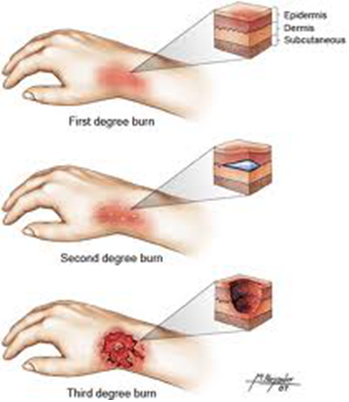 Epidermis
Dermis
Subcutaneous
First degree burn
Second degree burn
Third degree burn